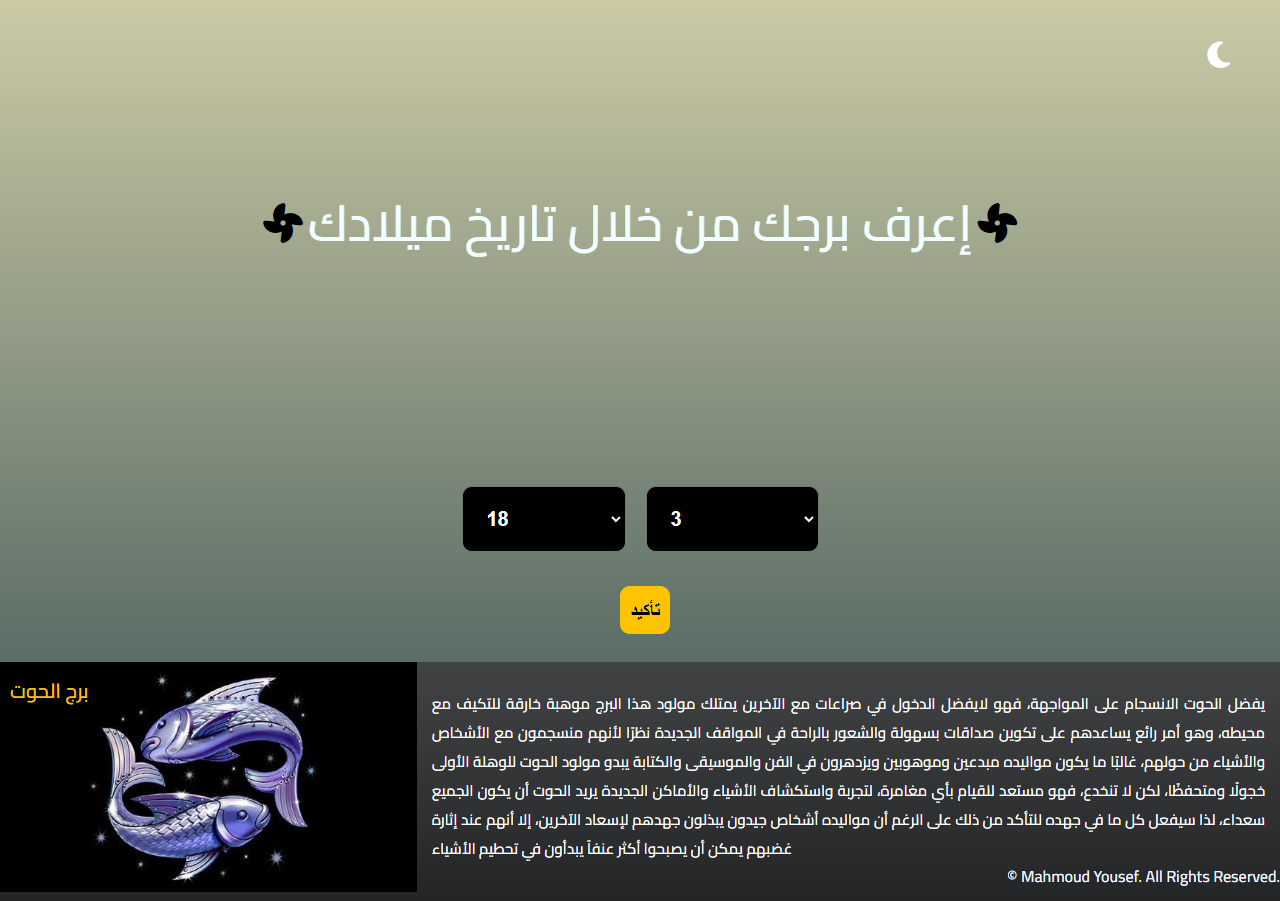 إعرف برجك من خلال تاريخ ميلادك
3
18
تأكيد
يفضل الحوت الانسجام على المواجهة، فهو لايفضل الدخول في صراعات مع الآخرين يمتلك مولود هذا البرج موهبة خارقة للتكيف مع
محيطه، وهو أمر رائع يساعدهم على تكوين صداقات بسهولة والشعور بالراحة في المواقف الجديدة نظرًا لأنهم منسجمون مع الأشخاص
والأشياء من حولهم، غالبًا ما يكون مواليده مبدعين وموهوبين ويزدهرون في الفن والموسيقى والكتابة يبدو مولود الحوت للوهلة الأولى
خجولًا ومتحفظًا، لكن لا تنخدع، فهو مستعد للقيام بأي مغامرة، لتجربة واستكشاف الأشياء والأماكن الجديدة يريد الحوت أن يكون الجميع
سعداء، لذا سيفعل كل ما في جهده للتأكد من ذلك على الرغم أن مواليده أشخاص جيدون يبذلون جهدهم لإسعاد الآخرين، إلا أنهم عند إثارة
غضبهم يمكن أن يصبحوا أكثر عنفاً يبدأون في تحطيم الأشياء
برج الحوت
© Mahmoud Yousef. All Rights Reserved.